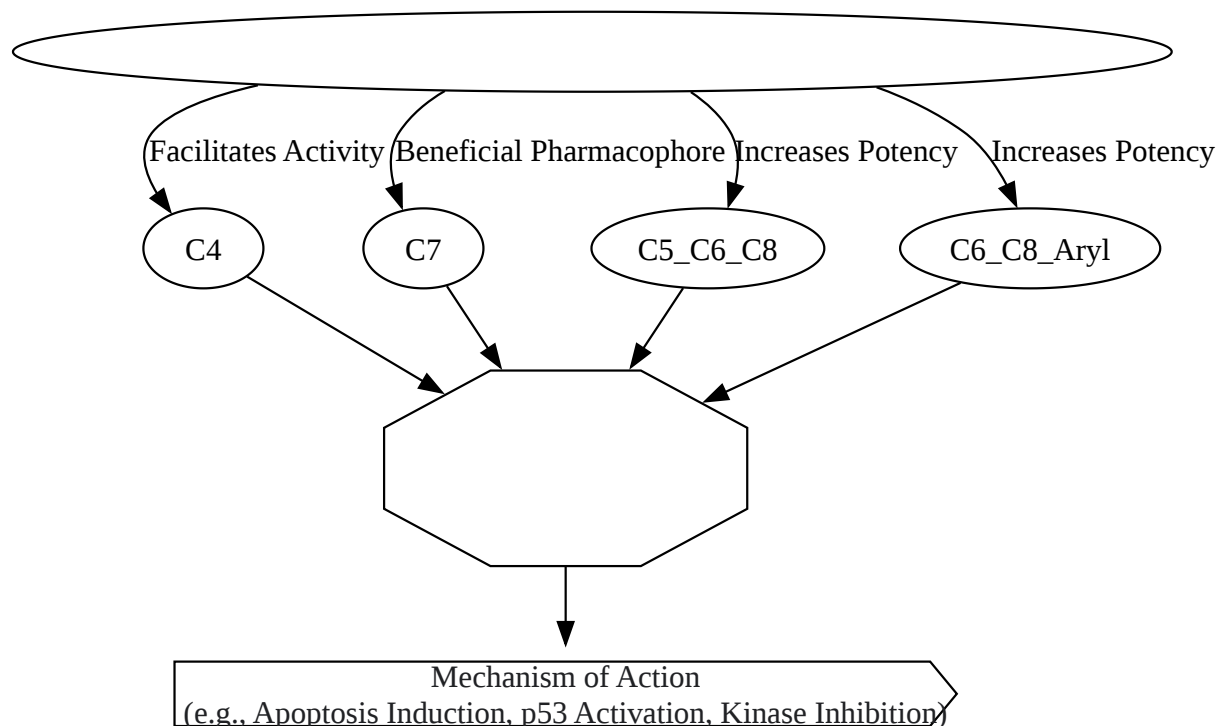 Facilitates Activity
Beneficial Pharmacophore
Increases Potency
Increases Potency
C4
C7
C5_C6_C8
C6_C8_Aryl
Mechanism of Action
(e.g., Apoptosis Induction, p53 Activation, Kinase Inhibition)